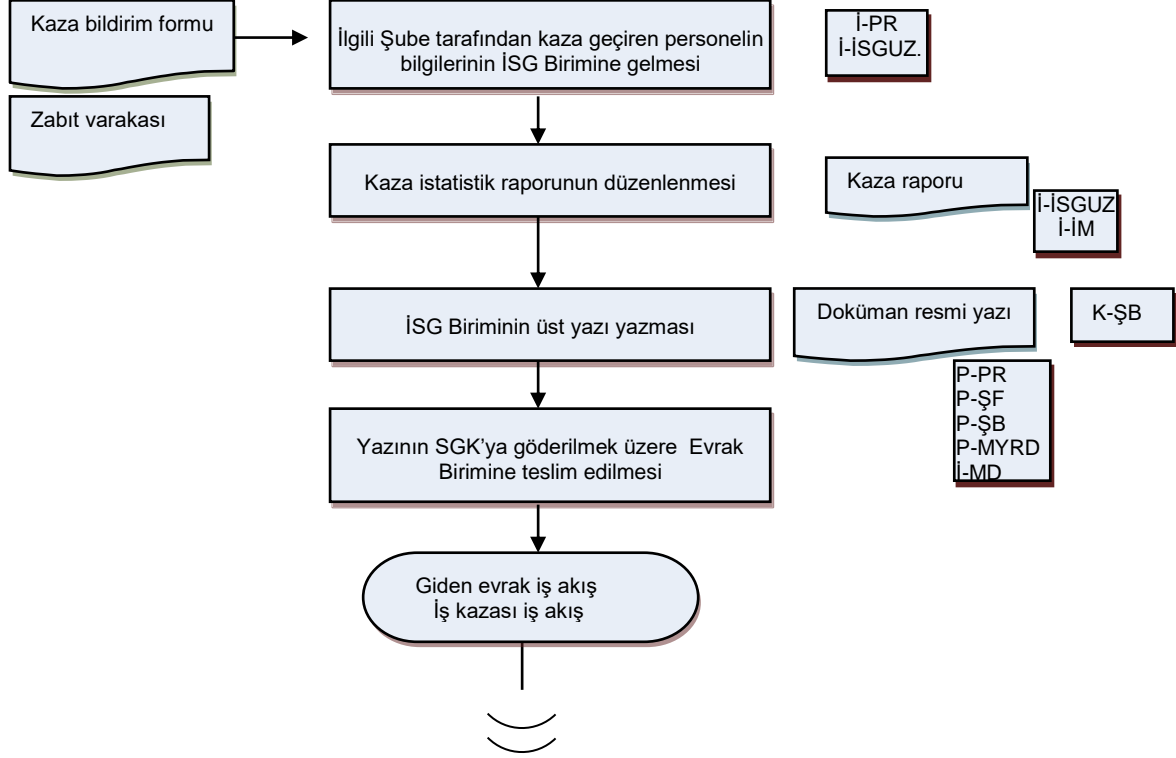 Kaza bildirim formu
İlgili Şube tarafından kaza geçiren personelin
bilgilerinin İSG Birimine gelmesi
İ-PR
İ-İSGUZ.
Zabıt varakası
Kaza istatistik raporunun düzenlenmesi
Kaza raporu
İ-İSGUZ
İ-İM
İSG Biriminin üst yazı yazması
Doküman resmi yazı
K-ŞB
P-PR
P-ŞF
P-ŞB
P-MYRD
İ-MD
Yazının SGK’ya göderilmek üzere Evrak
Birimine teslim edilmesi
Giden evrak iş akış
İş kazası iş akış